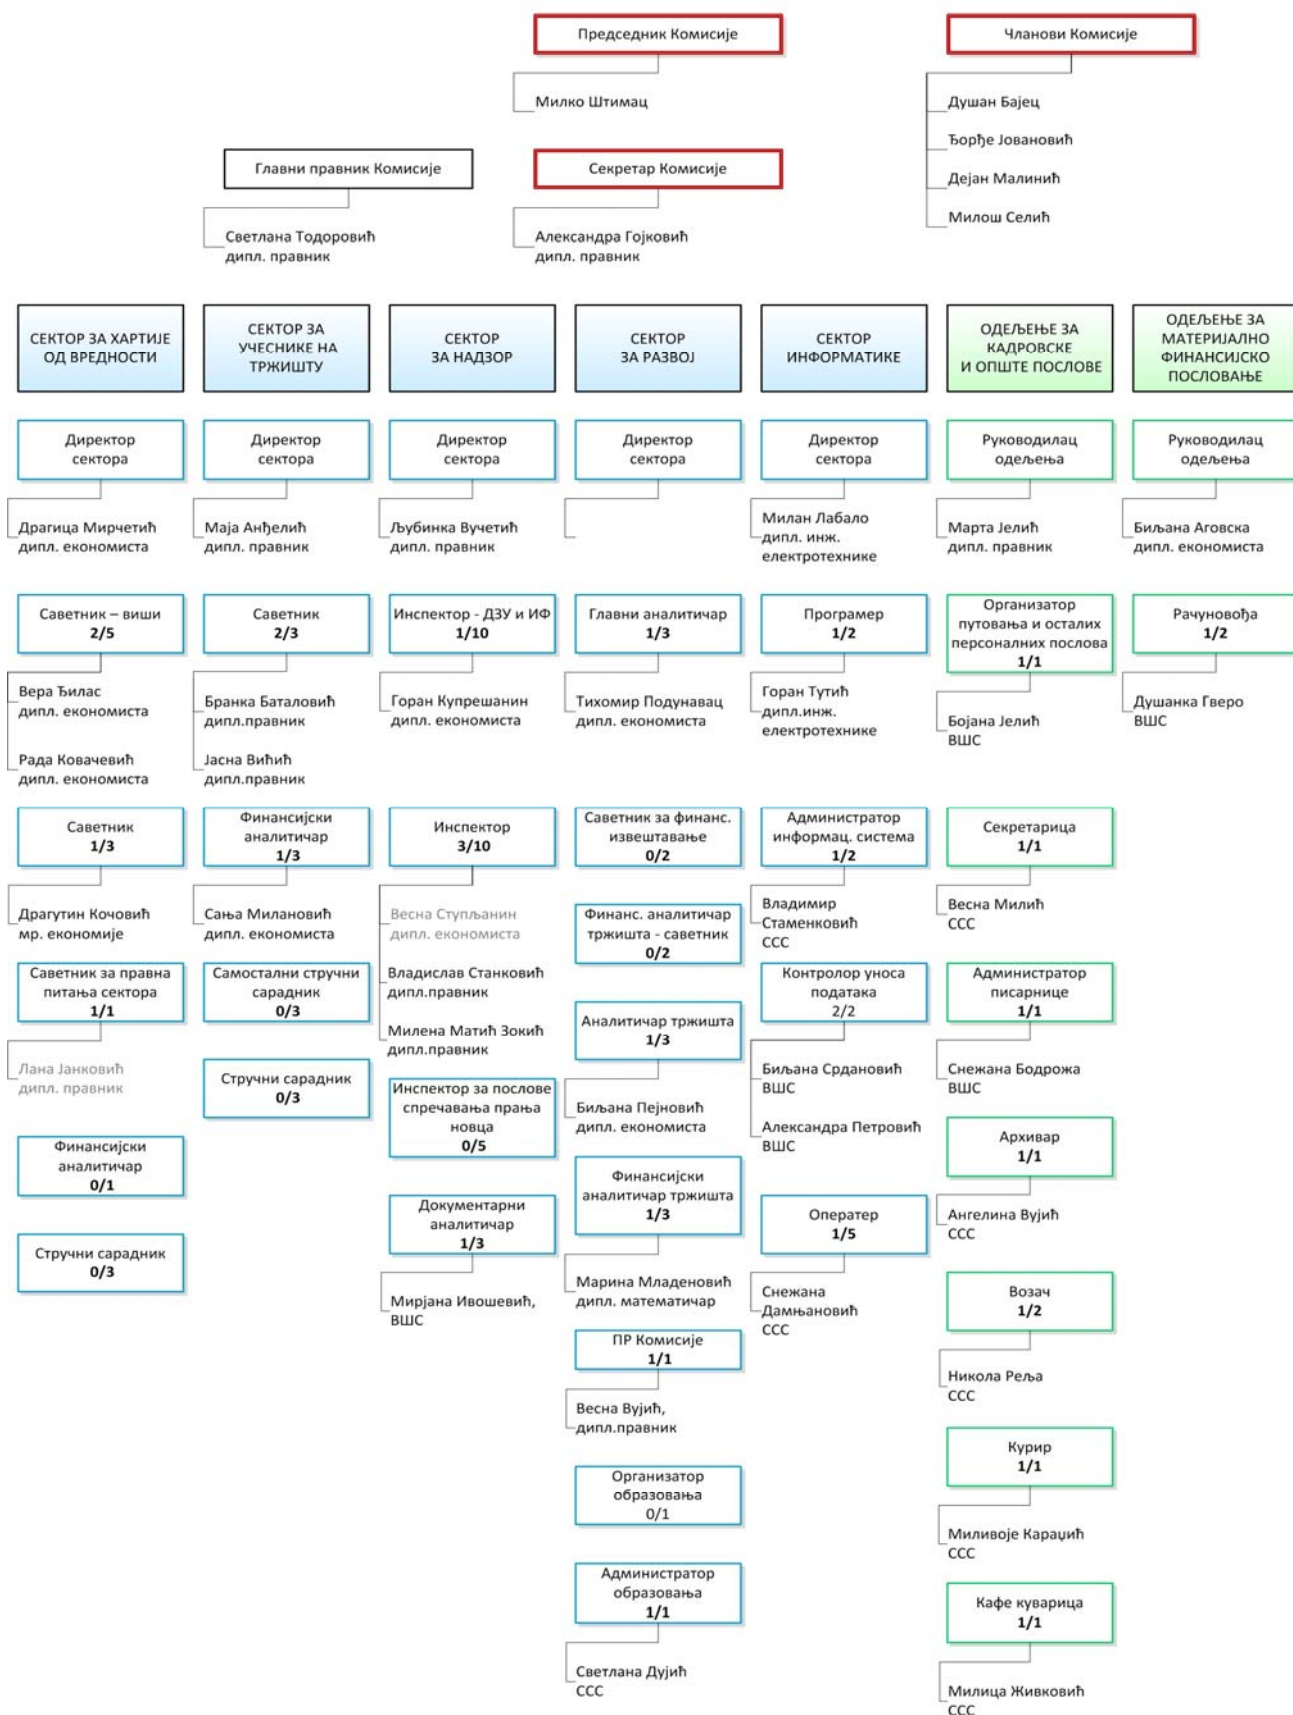 Председник Комисије
Милко Штимац
Чланови Комисије
Душан Бајец
Ђорђе Јовановић
Дејан Малинић
Милош Селић
Главни правник Комисије
Светлана Тодоровић
дипл. правник
Секретар Комисије
Александра Гојковић
дипл. правник
СЕКТОР ЗА ХАРТИЈЕ
ОД ВРЕДНОСТИ
Директор
сектора
Драгица Мирчетић
дипл. економиста
Саветник – виши
2/5
Вера Ђилас
дипл. економиста
Рада Ковачевић
дипл. економиста
Саветник
1/3
Драгутин Кочовић
мр. економије
Саветник за правна
питања сектора
1/1
Лана Јанковић
дипл. правник
Финансијски
аналитичар
0/1
Стручни сарадник
0/3
СЕКТОР ЗА
УЧЕСНИКЕ НА
ТРЖИШТУ
Директор
сектора
Маја Анђелић
дипл. правник
Саветник
2/3
Бранка Баталовић
дипл.правник
Јасна Вићић
дипл.правник
Финансијски
аналитичар
1/3
Сања Милановић
дипл. економиста
Самостални стручни
сарадник
0/3
Стручни сарадник
0/3
СЕКТОР
ЗА НАДЗОР
Директор
сектора
Љубинка Вучетић
дипл. правник
Инспектор - ДЗУ и ИФ
1/10
Горан Купрешанин
дипл. економиста
Инспектор
3/10
Весна Ступљанин
дипл. економиста
Владислав Станковић
дипл.правник
Милена Матић Зокић
дипл.правник
Инспектор за послове
спречавања прања
новца
0/5
Документарни
аналитичар
1/3
Мирјана Ивошевић,
ВШС
СЕКТОР
ЗА РАЗВОЈ
Директор
сектора
Главни аналитичар
1/3
Тихомир Подунавац
дипл. економиста
Саветник за финанс.
извештавање
0/2
Финанс. аналитичар
тржишта - саветник
0/2
Аналитичар тржишта
1/3
Биљана Пејновић
дипл. економиста
Финансијски
аналитичар тржишта
1/3
Марина Младеновић
дипл. математичар
ПР Комисије
1/1
Весна Вујић,
дипл.правник
Организатор
образовања
0/1
Администратор
образовања
1/1
Светлана Дујић
ССС
СЕКТОР
ИНФОРМАТИКЕ
Директор
сектора
Милан Лабало
дипл. инж.
електротехнике
Програмер
1/2
Горан Тутић
дипл.инж.
електротехнике
Администратор
информац. система
1/2
Владимир
Стаменковић
ССС
Контролор уноса
података
2/2
Биљана Срдановић
ВШС
Александра Петровић
ВШС
Оператер
1/5
Снежана
Дамњановић
ССС
ОДЕЉЕЊЕ ЗА
КАДРОВСКЕ
И ОПШТЕ ПОСЛОВЕ
Руководилац
одељења
Марта Јелић
дипл. правник
Организатор
путовања и осталих
персоналних послова
1/1
Бојана Јелић
ВШС
Секретарица
1/1
Весна Милић
ССС
Администратор
писарнице
1/1
Снежана Бодрожа
ВШС
Архивар
1/1
Ангелина Вујић
ССС
Возач
1/2
Никола Реља
ССС
Курир
1/1
Миливоје Караџић
ССС
Кафе куварица
1/1
Милица Живковић
ССС
ОДЕЉЕЊЕ ЗА
МАТЕРИЈАЛНО
ФИНАНСИЈСКО
ПОСЛОВАЊЕ
Руководилац
одељења
Биљана Аговска
дипл. економиста
Рачуновођа
1/2
Душанка Гверо
ВШС